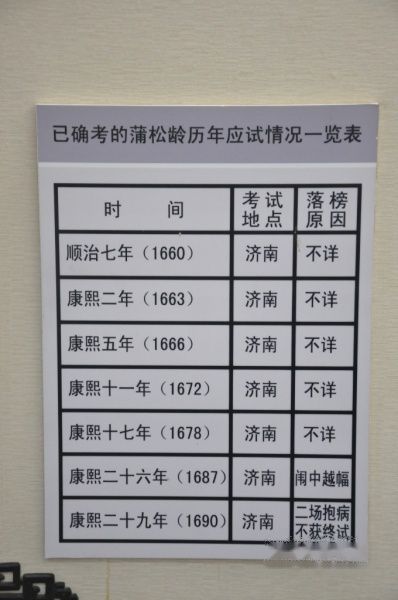 已确考的蒲松龄历年应试情况一览表
时 间 考试地点 落榜原因
顺治七年（1660） 济南 不详
康熙二年（1663） 济南 不详
康熙五年（1666） 济南 不详
康熙十一年（1672） 济南 不详
康熙十七年（1678） 济南 不详
康熙二十六年（1687） 济南 闱中越幅
康熙二十九年（1690） 济南 二场抱病不获终试